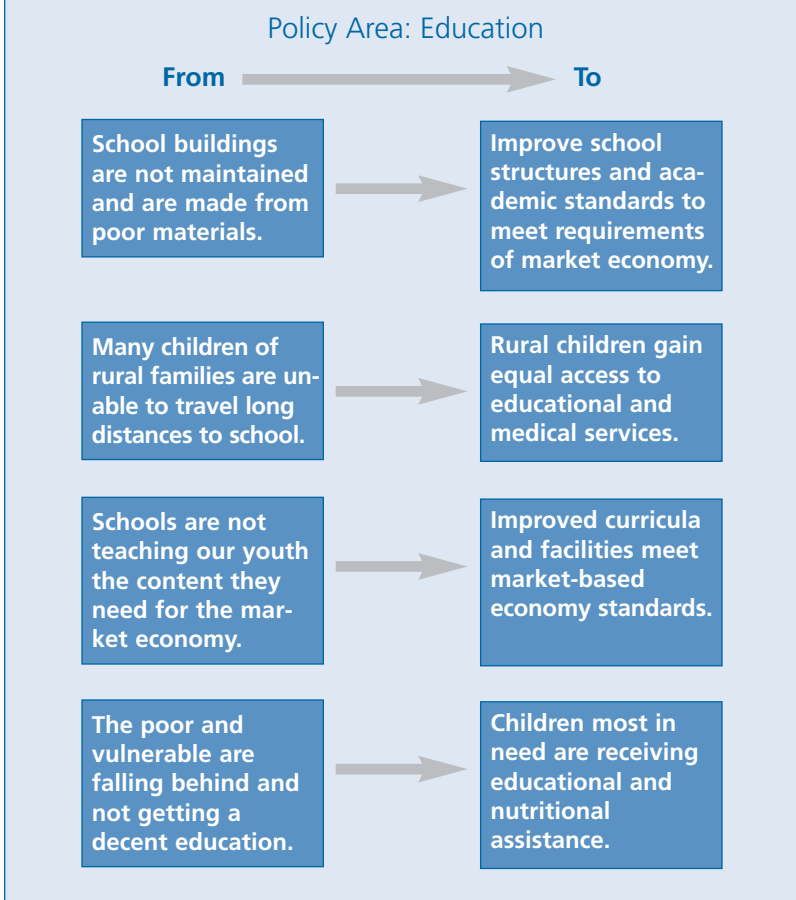 Policy Area: Education
From
To
School buildings
are not maintained
and are made from
poor materials.
Improve school
structures and aca-
demic standards to
meet requirements
of market economy.
Many children of
rural families are un-
able to travel long
distances to school.
Rural children gain
equal access to
educational and
medical services.
Schools are not
teaching our youth
the content they
need for the mar-
ket economy.
Improved curricula
and facilities meet
market-based
economy standards.
The poor and
vulnerable are
falling behind and
not getting a
decent education.
Children most in
need are receiving
educational and
nutritional
assistance.